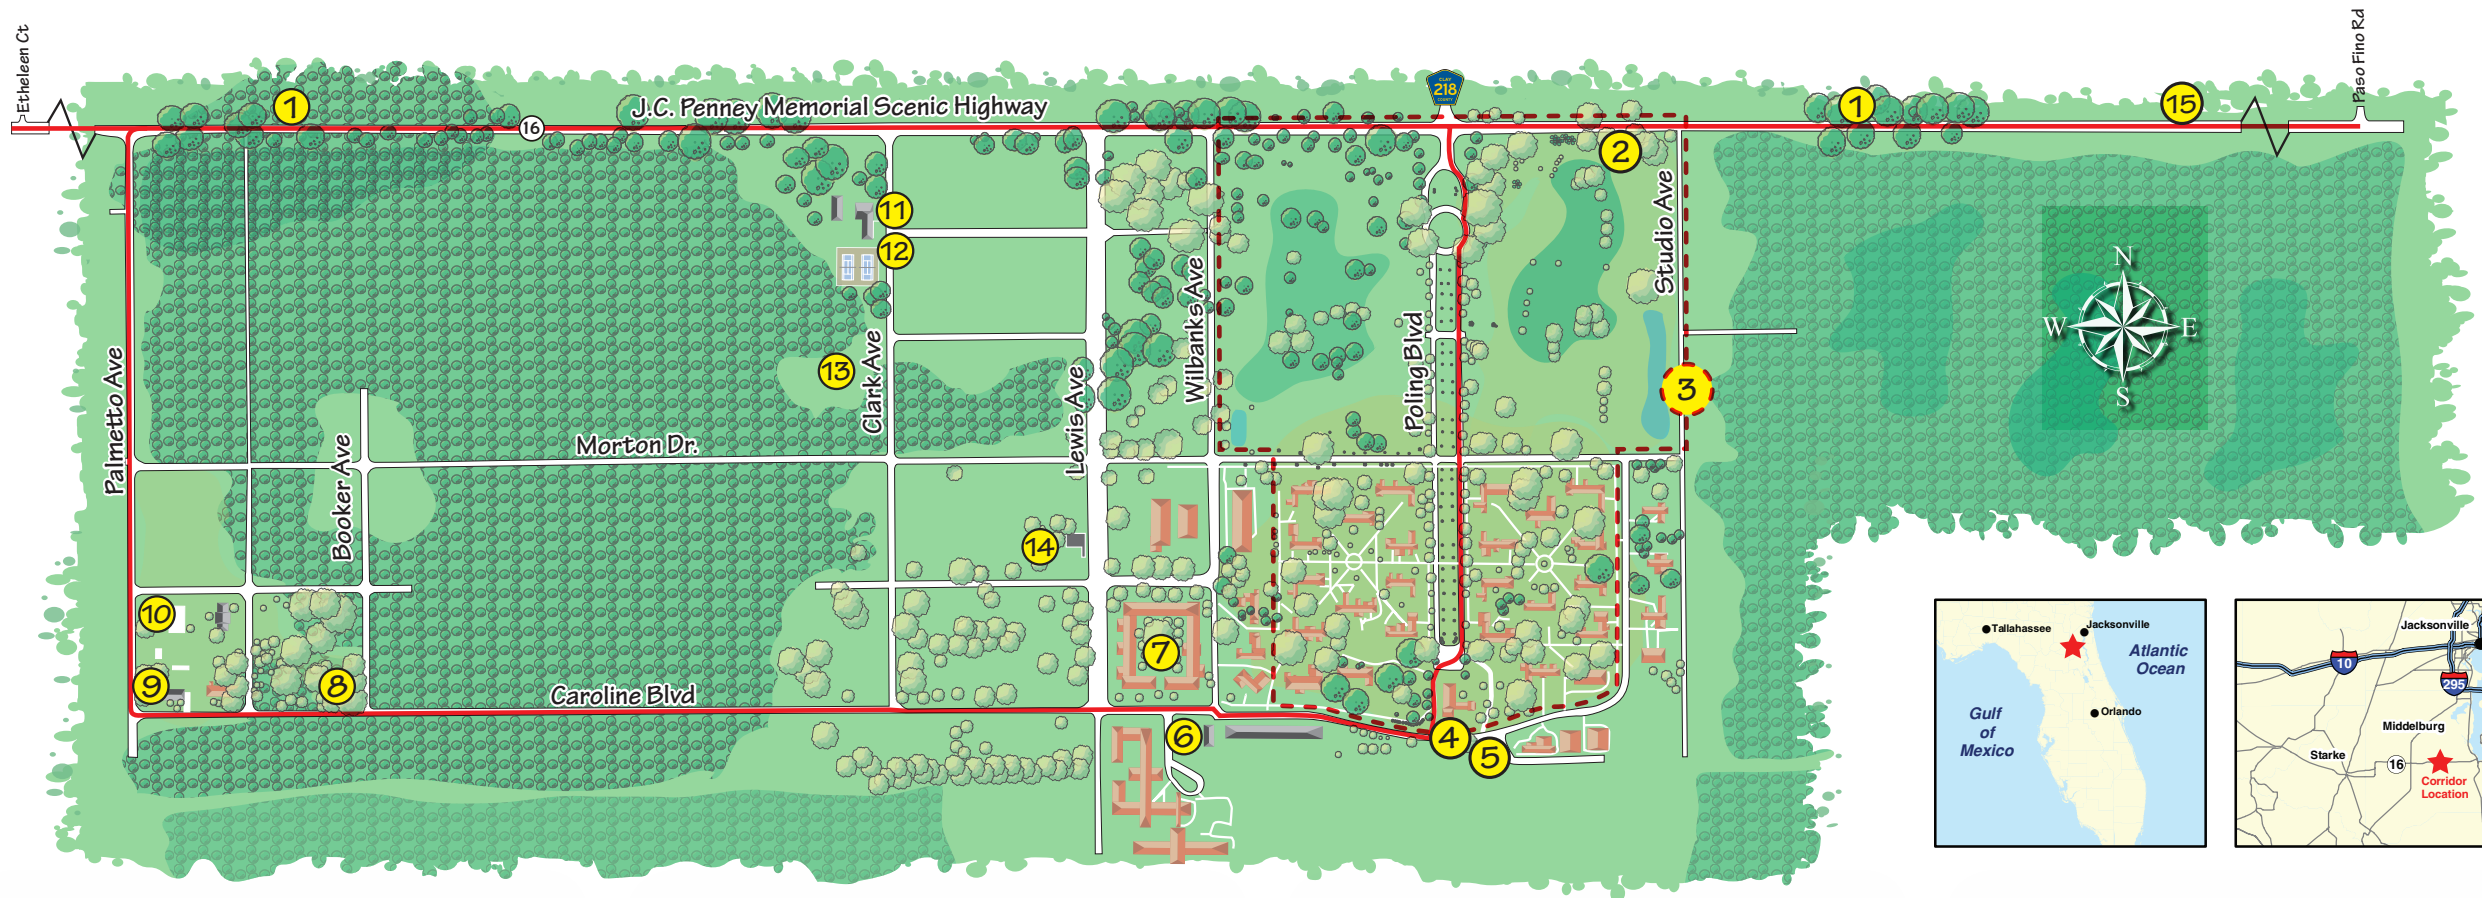 Etheleen Ct
Paso Fino Rd
CLAY
218
COUNTY
1
J.C. Penney Memorial Scenic Highway
16
1
15
2
Studio Ave
11
12
Wilbanks Ave
Poling Blvd
N
W
E
S
Palmetto Ave
13
Clark Ave
Lewis Ave
3
Booker Ave
Morton Dr.
14
10
9
8
7
Caroline Blvd
6
4
5
Tallahassee
Jacksonville
Atlantic
Ocean
Gulf
of
Mexico
Orlando
Jacksonville
10
295
Middelburg
Starke
16
Corridor
Location